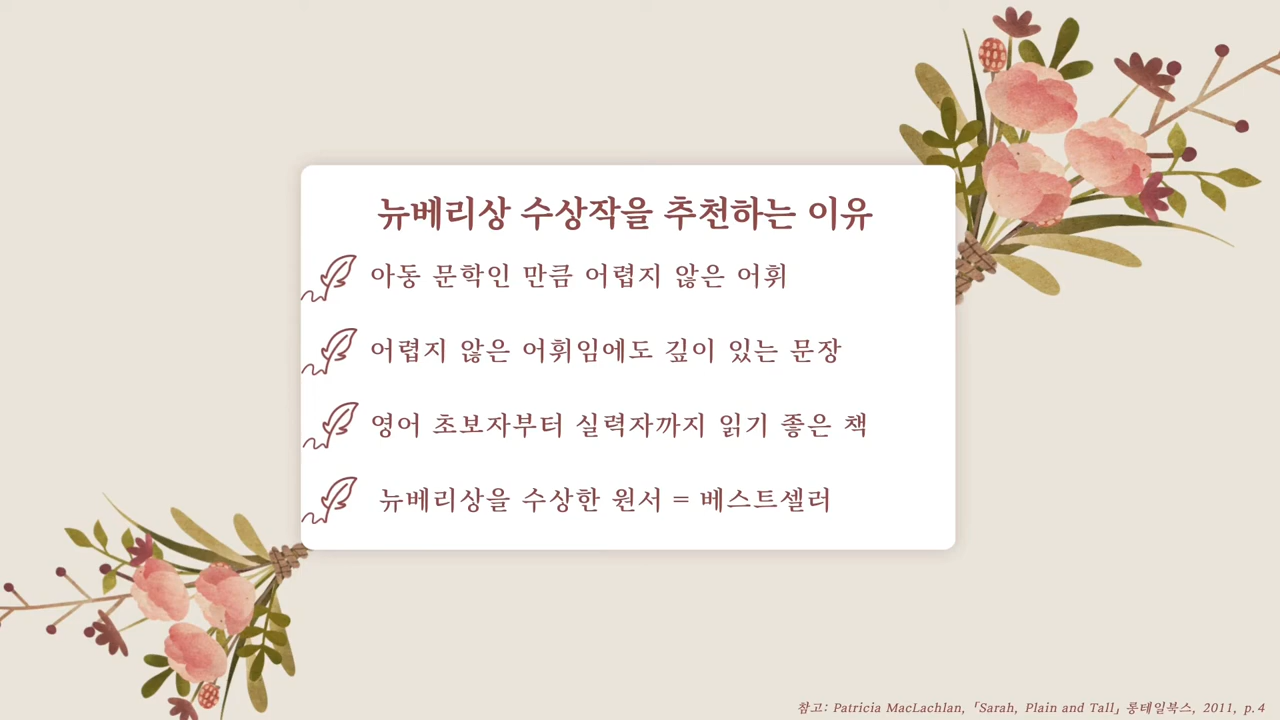 뉴베리상 수상작을 추천하는 이유
아동 문학인 만큼 어렵지 않은 어휘
어렵지 않은 어휘임에도 깊이 있는 문장
영어 초보자부터 실력자까지 읽기 좋은 책
뉴베리상을 수상한 원서 = 베스트셀러
참고: Patricia MacLachlan, 「Sarah, Plain and Tall」 롱테일북스, 2011, p.4